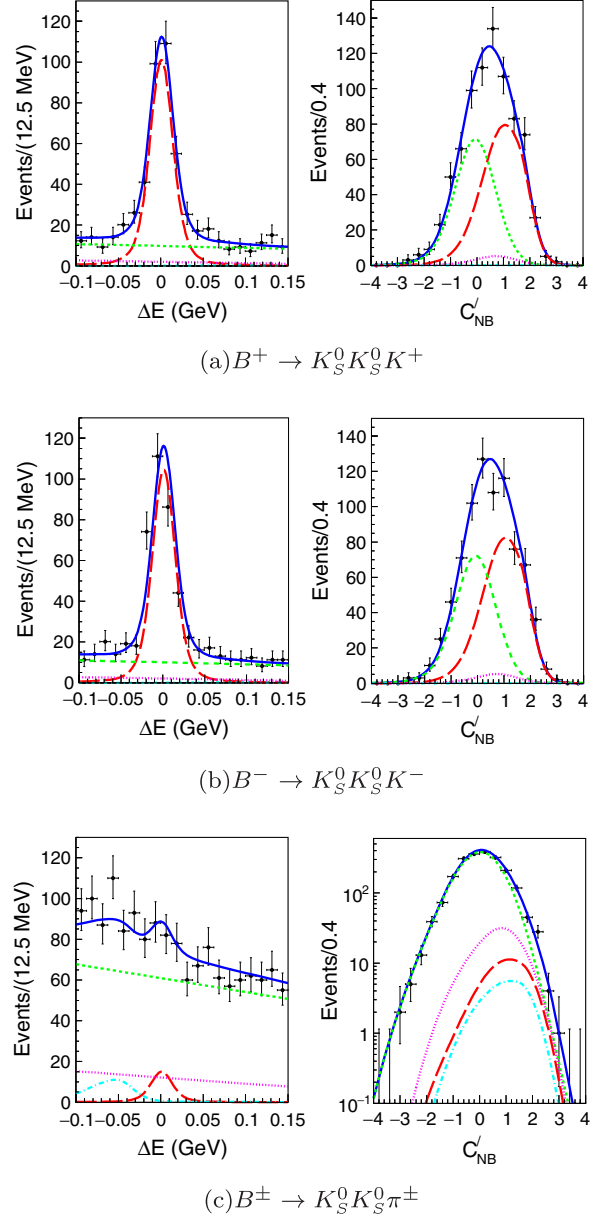 Events/(12.5 MeV)
120
100
80
60
40
20
0
−0.1 −0.05 0 0.05 0.1 0.15
ΔE (GeV)
Events/0.4
140
120
100
80
60
40
20
0
−4 −3 −2 −1 0 1 2 3 4
C′NB
(a)B⁺ → K⁰_S K⁰_S K⁺
Events/(12.5 MeV)
120
100
80
60
40
20
0
−0.1 −0.05 0 0.05 0.1 0.15
ΔE (GeV)
Events/0.4
140
120
100
80
60
40
20
0
−4 −3 −2 −1 0 1 2 3 4
C′NB
(b)B⁻ → K⁰_S K⁰_S K⁻
Events/(12.5 MeV)
120
100
80
60
40
20
0
−0.1 −0.05 0 0.05 0.1 0.15
ΔE (GeV)
Events/0.4
10²
10
1
10⁻¹
−4 −3 −2 −1 0 1 2 3 4
C′NB
(c)B± → K⁰_S K⁰_S π±